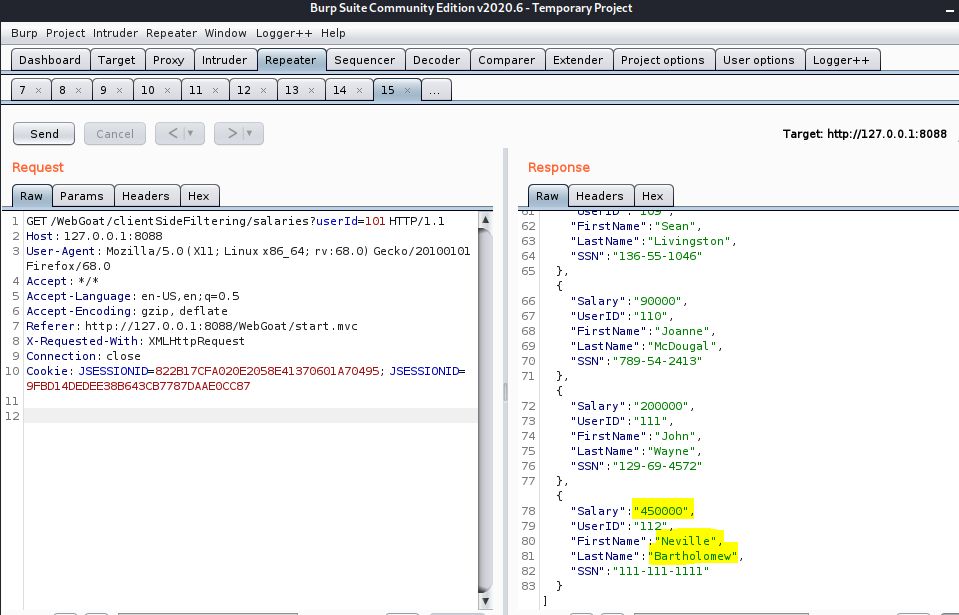 Burp Suite Community Edition v2020.6 - Temporary Project
Burp Project Intruder Repeater Window Logger++ Help
Dashboard Target Proxy Intruder Repeater Sequencer Decoder Comparer Extender Project options User options Logger++
7 × 8 × 9 × 10 × 11 × 12 × 13 × 14 × 15 × ...
Send Cancel < | ▼ > | ▼ Target: http://127.0.0.1:8088
Request
Raw Params Headers Hex
1 GET /WebGoat/clientSideFiltering/salaries?userId=101 HTTP/1.1
2 Host: 127.0.0.1:8088
3 User-Agent: Mozilla/5.0 (X11; Linux x86_64; rv:68.0) Gecko/20100101
Firefox/68.0
4 Accept: */*
5 Accept-Language: en-US,en;q=0.5
6 Accept-Encoding: gzip, deflate
7 Referer: http://127.0.0.1:8088/WebGoat/start.mvc
8 X-Requested-With: XMLHttpRequest
9 Connection: close
10 Cookie: JSESSIONID=822B17CFA020E2058E41370601A70495; JSESSIONID=
9FBD14DEDEE38B643CB7787DAAE0CC87
11
12
Response
Raw Headers Hex
61 "UserID":"109",
62 "FirstName":"Sean",
63 "LastName":"Livingston",
64 "SSN":"136-55-1046"
65 },
{
66 "Salary":"90000",
67 "UserID":"110",
68 "FirstName":"Joanne",
69 "LastName":"McDougal",
70 "SSN":"789-54-2413"
71 },
{
72 "Salary":"200000",
73 "UserID":"111",
74 "FirstName":"John",
75 "LastName":"Wayne",
76 "SSN":"129-69-4572"
77 },
{
78 "Salary":"450000",
79 "UserID":"112",
80 "FirstName":"Neville",
81 "LastName":"Bartholomew",
82 "SSN":"111-111-1111"
83 }
]